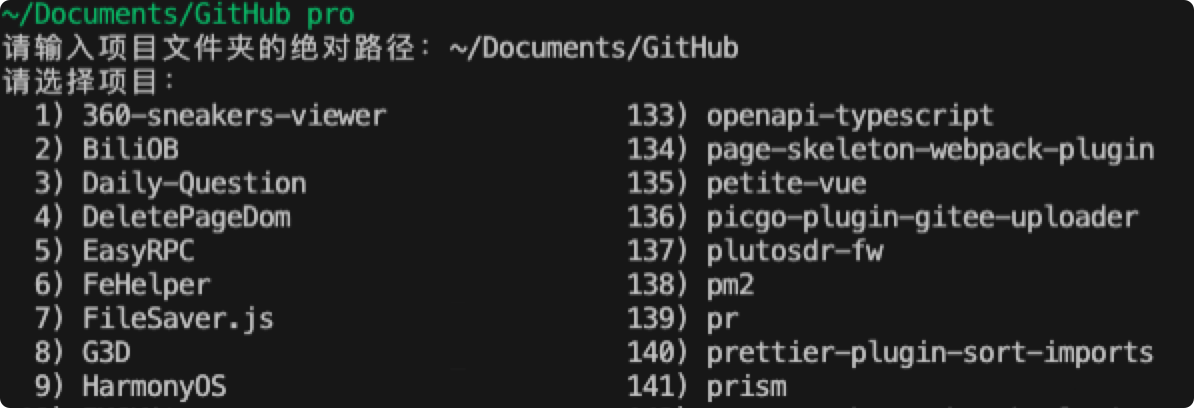 ~/Documents/GitHub pro
请输入项目文件夹的绝对路径：~/Documents/GitHub
请选择项目：
1) 360-sneakers-viewer 133) openapi-typescript
2) BiliOB 134) page-skeleton-webpack-plugin
3) Daily-Question 135) petite-vue
4) DeletePageDom 136) picgo-plugin-gitee-uploader
5) EasyRPC 137) plutosdr-fw
6) FeHelper 138) pm2
7) FileSaver.js 139) pr
8) G3D 140) prettier-plugin-sort-imports
9) HarmonyOS 141) prism